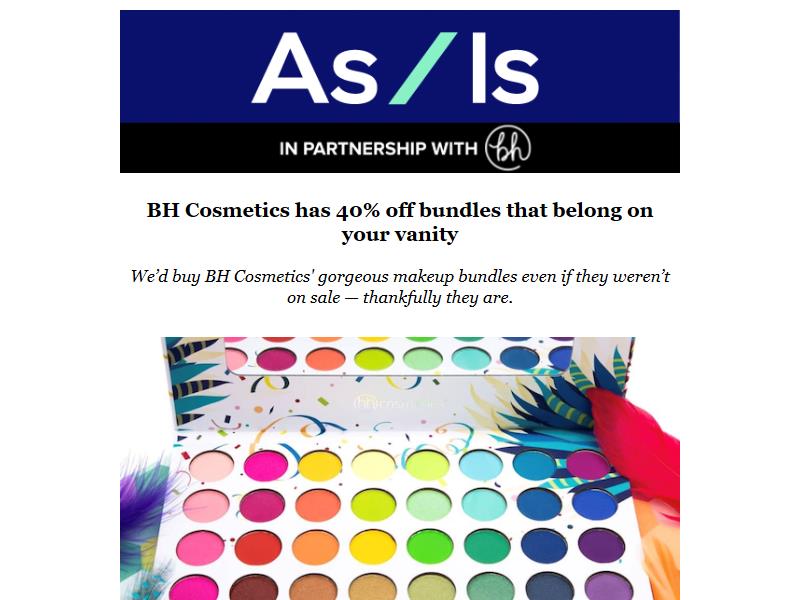 As/Is
IN PARTNERSHIP WITH bh
BH Cosmetics has 40% off bundles that belong on
your vanity
We’d buy BH Cosmetics' gorgeous makeup bundles even if they weren’t
on sale — thankfully they are.
(bh)cosmetics